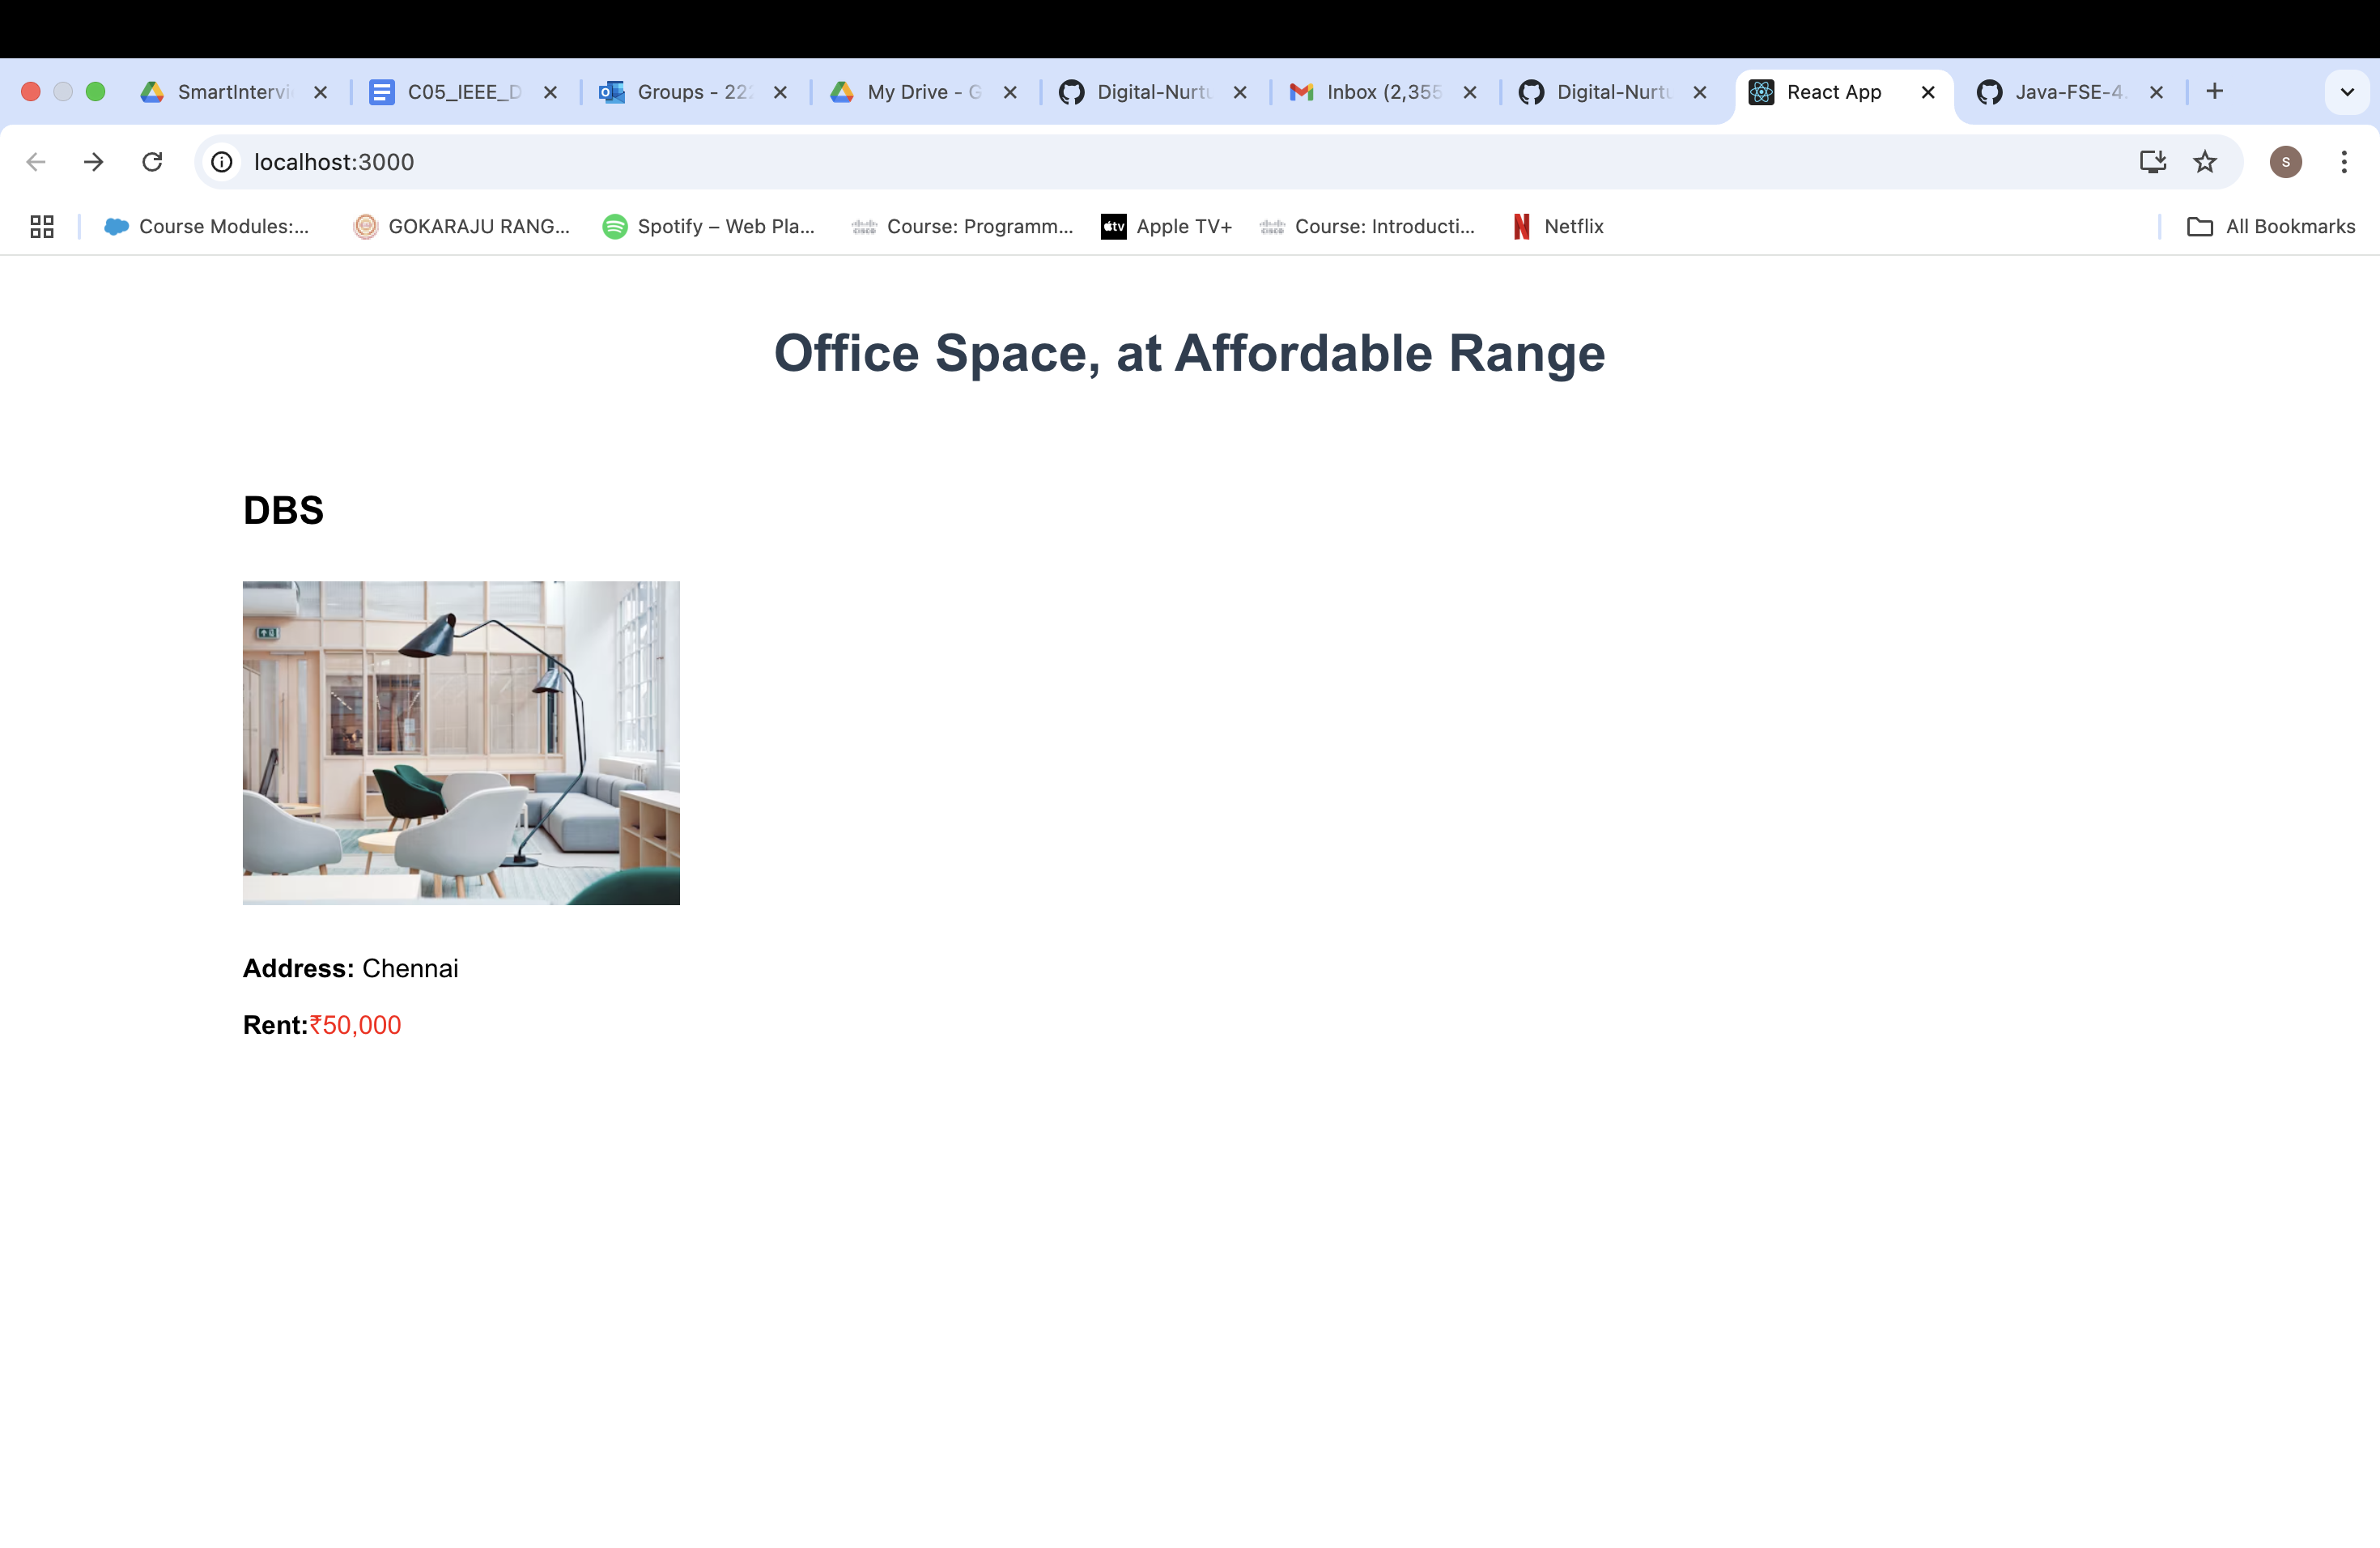 SmartIntervi
C05_IEEE_D
Groups - 222
My Drive - G
Digital-Nurtu
Inbox (2,355
Digital-Nurtu
React App
Java-FSE-4.
localhost:3000
S
Course Modules:...
GOKARAJU RANG...
Spotify – Web Pla...
Course: Programm...
tv Apple TV+
Course: Introducti...
Netflix
All Bookmarks
Office Space, at Affordable Range
DBS
Address: Chennai
Rent:₹50,000